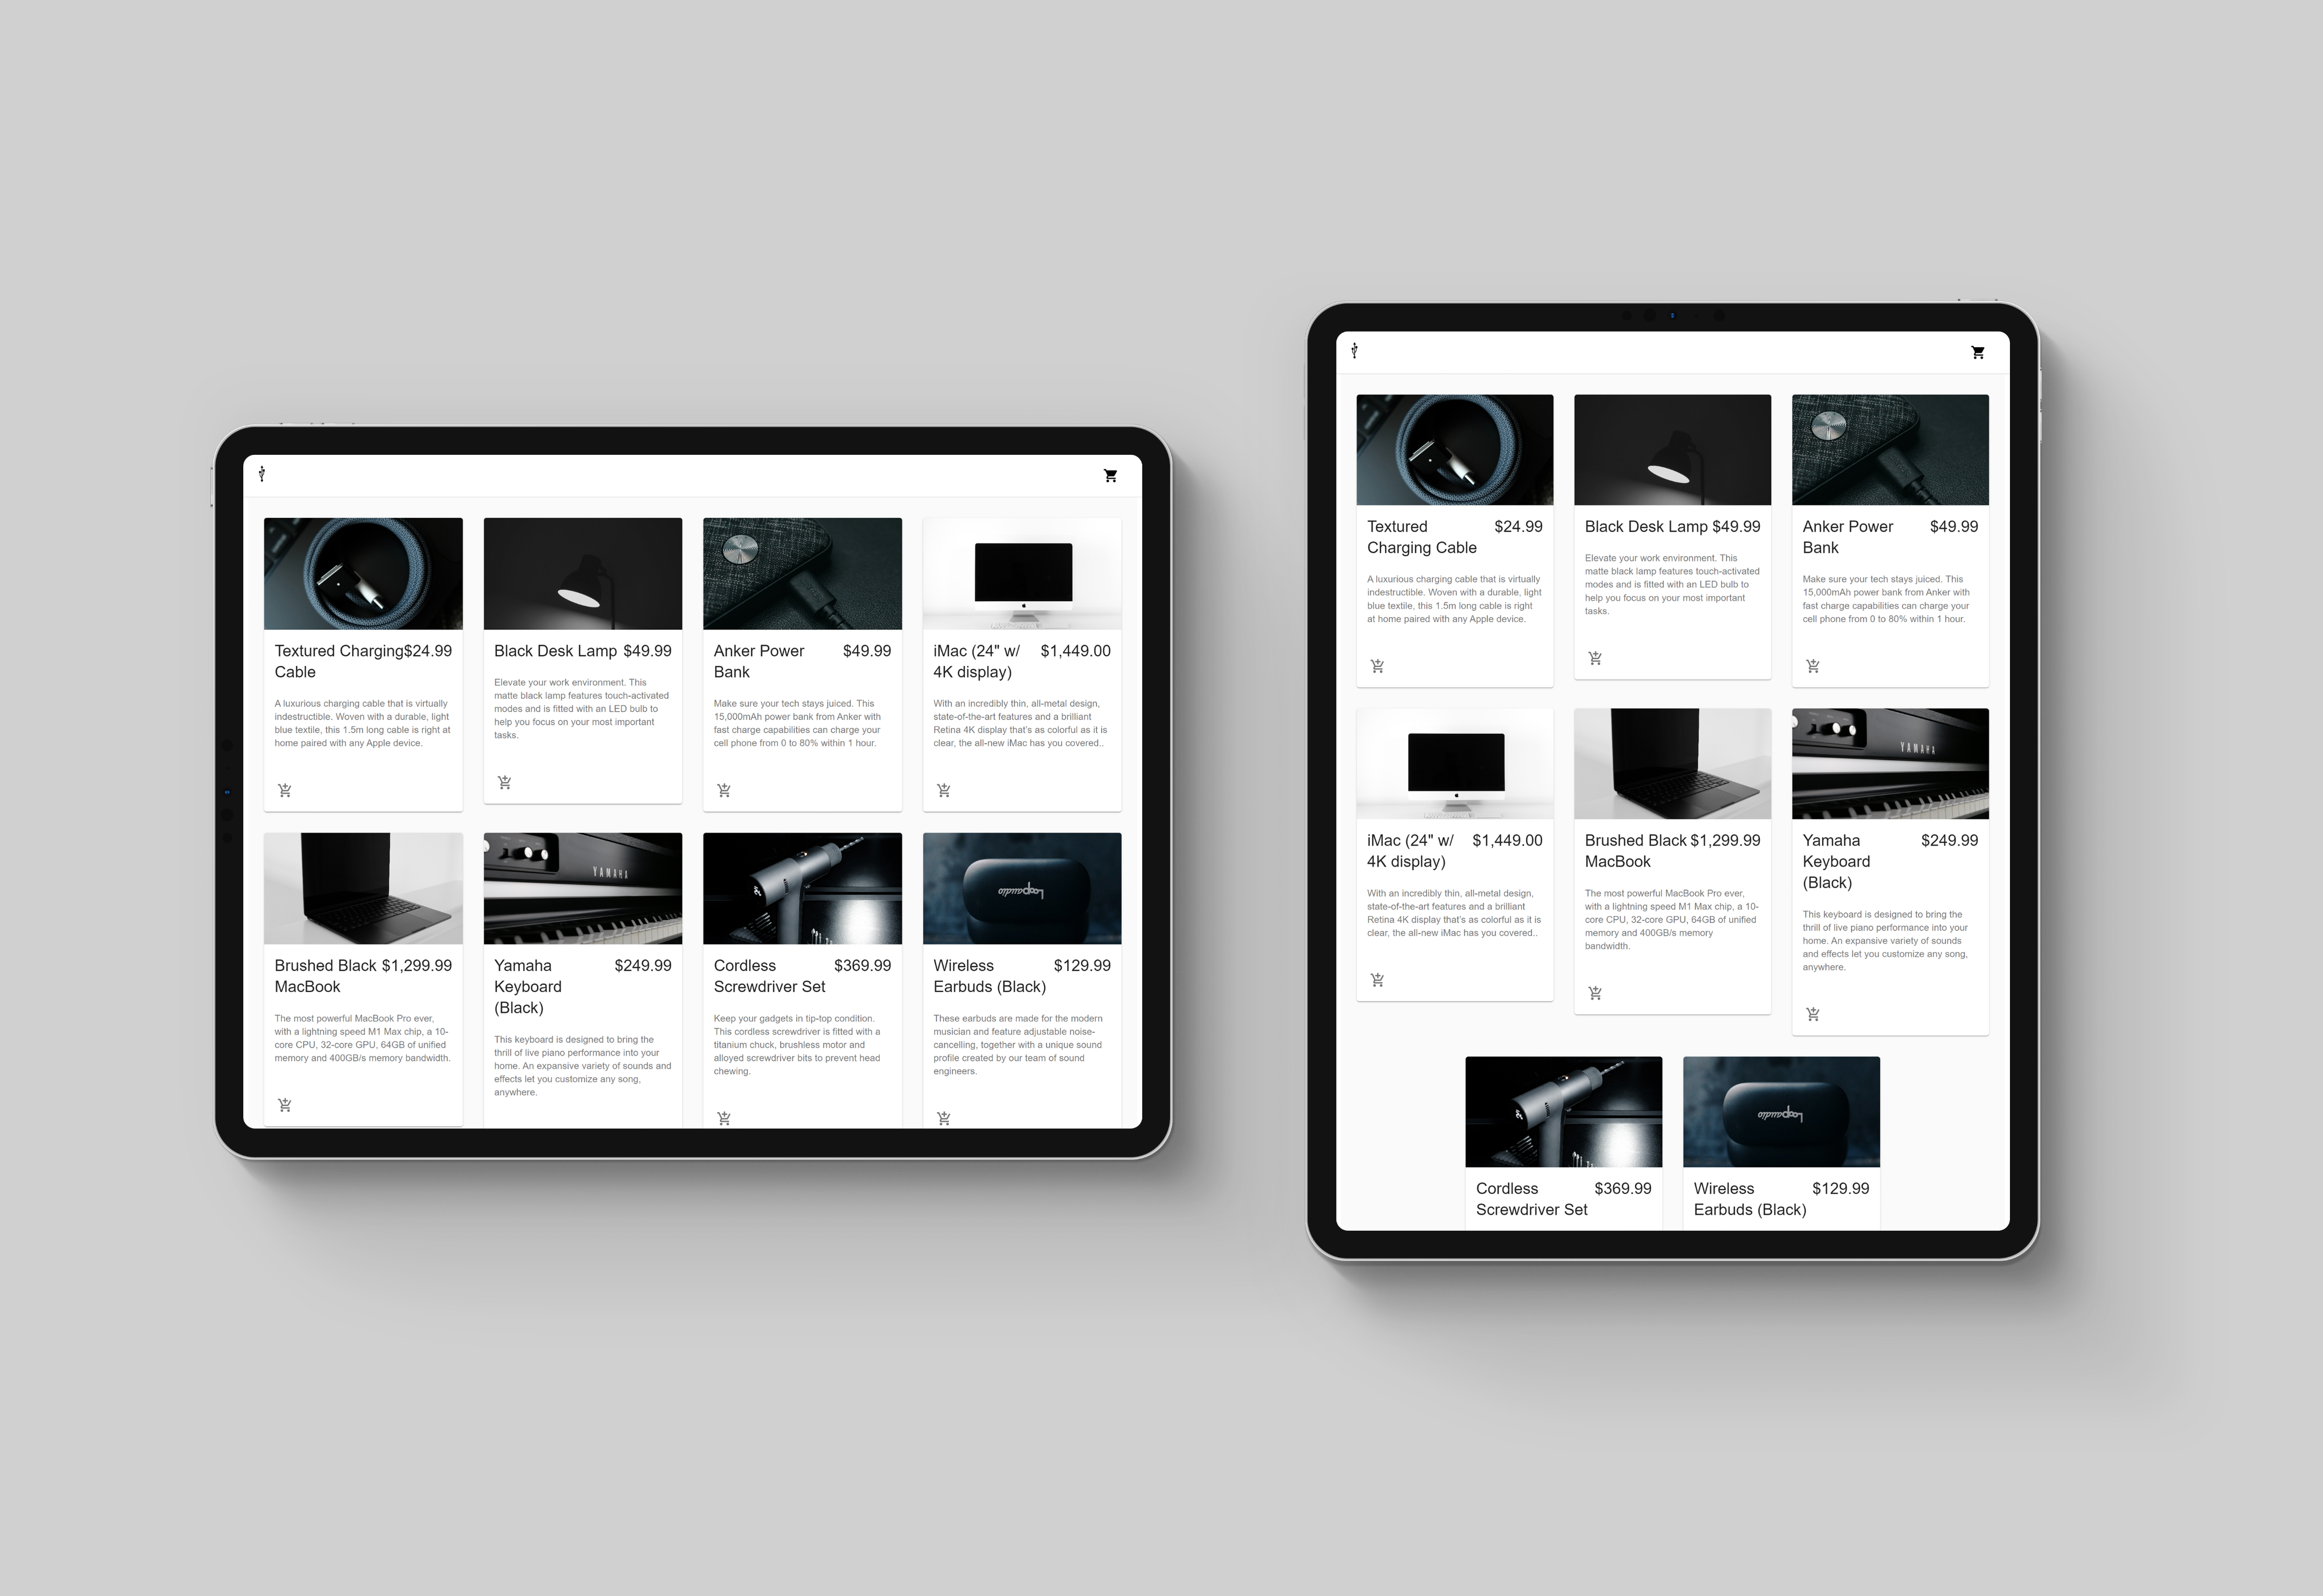 Textured Charging $24.99
Cable
A luxurious charging cable that is virtually
indestructible. Woven with a durable, light
blue textile, this 1.5m long cable is right at
home paired with any Apple device.
Black Desk Lamp $49.99
Elevate your work environment. This
matte black lamp features touch-activated
modes and is fitted with an LED bulb to
help you focus on your most important
tasks.
Anker Power $49.99
Bank
Make sure your tech stays juiced. This
15,000mAh power bank from Anker with
fast charge capabilities can charge your
cell phone from 0 to 80% within 1 hour.
iMac (24" w/ $1,449.00
4K display)
With an incredibly thin, all-metal design,
state-of-the-art features and a brilliant
Retina 4K display that's as colorful as it is
clear, the all-new iMac has you covered..
Brushed Black $1,299.99
MacBook
The most powerful MacBook Pro ever,
with a lightning speed M1 Max chip, a 10-
core CPU, 32-core GPU, 64GB of unified
memory and 400GB/s memory bandwidth.
YAMAHA
Yamaha $249.99
Keyboard
(Black)
This keyboard is designed to bring the
thrill of live piano performance into your
home. An expansive variety of sounds and
effects let you customize any song,
anywhere.
Cordless $369.99
Screwdriver Set
Keep your gadgets in tip-top condition.
This cordless screwdriver is fitted with a
titanium chuck, brushless motor and
alloyed screwdriver bits to prevent head
chewing.
Loopaudio
Wireless $129.99
Earbuds (Black)
These earbuds are made for the modern
musician and feature adjustable noise-
cancelling, together with a unique sound
profile created by our team of sound
engineers.
Textured $24.99
Charging Cable
A luxurious charging cable that is virtually
indestructible. Woven with a durable, light
blue textile, this 1.5m long cable is right
at home paired with any Apple device.
Black Desk Lamp $49.99
Elevate your work environment. This
matte black lamp features touch-activated
modes and is fitted with an LED bulb to
help you focus on your most important
tasks.
Anker Power $49.99
Bank
Make sure your tech stays juiced. This
15,000mAh power bank from Anker with
fast charge capabilities can charge your
cell phone from 0 to 80% within 1 hour.
iMac (24" w/ $1,449.00
4K display)
With an incredibly thin, all-metal design,
state-of-the-art features and a brilliant
Retina 4K display that's as colorful as it is
clear, the all-new iMac has you covered..
Brushed Black $1,299.99
MacBook
The most powerful MacBook Pro ever,
with a lightning speed M1 Max chip, a 10-
core CPU, 32-core GPU, 64GB of unified
memory and 400GB/s memory
bandwidth.
YAMAHA
Yamaha $249.99
Keyboard
(Black)
This keyboard is designed to bring the
thrill of live piano performance into your
home. An expansive variety of sounds
and effects let you customize any song,
anywhere.
Cordless $369.99
Screwdriver Set
Loopaudio
Wireless $129.99
Earbuds (Black)